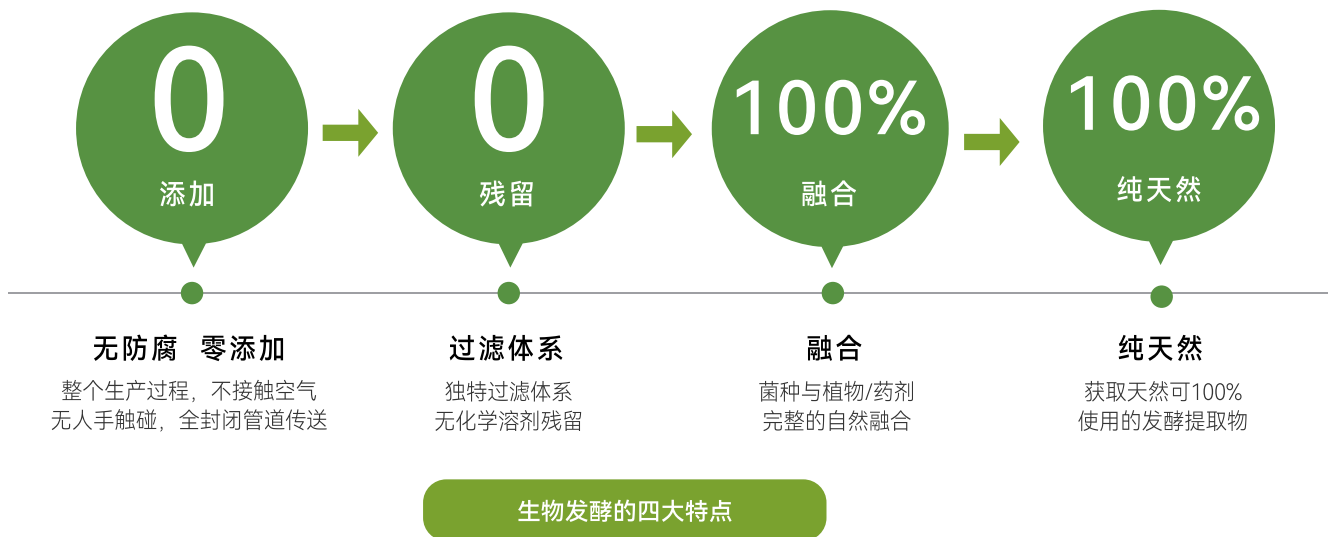 0
添加
0
残留
100%
融合
100%
纯天然
无防腐 零添加
整个生产过程，不接触空气
无人手触碰，全封闭管道传送
过滤体系
独特过滤体系
无化学溶剂残留
融合
菌种与植物/药剂
完整的自然融合
纯天然
获取天然可100%
使用的发酵提取物
生物发酵的四大特点